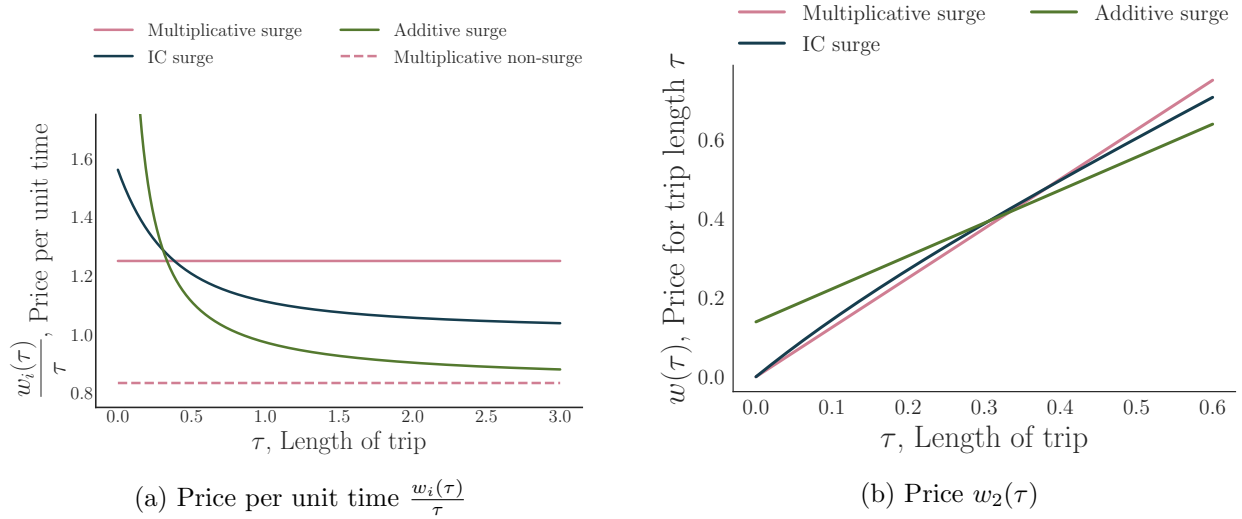 Multiplicative surge
Additive surge
IC surge
Multiplicative non-surge
w_i(τ)/τ, Price per unit time
1.6
1.4
1.2
1.0
0.8
0.0 0.5 1.0 1.5 2.0 2.5 3.0
τ, Length of trip
(a) Price per unit time w_i(τ)/τ
Multiplicative surge
Additive surge
IC surge
w(τ), Price for trip length τ
0.6
0.4
0.2
0.0
0.0 0.1 0.2 0.3 0.4 0.5 0.6
τ, Length of trip
(b) Price w_2(τ)